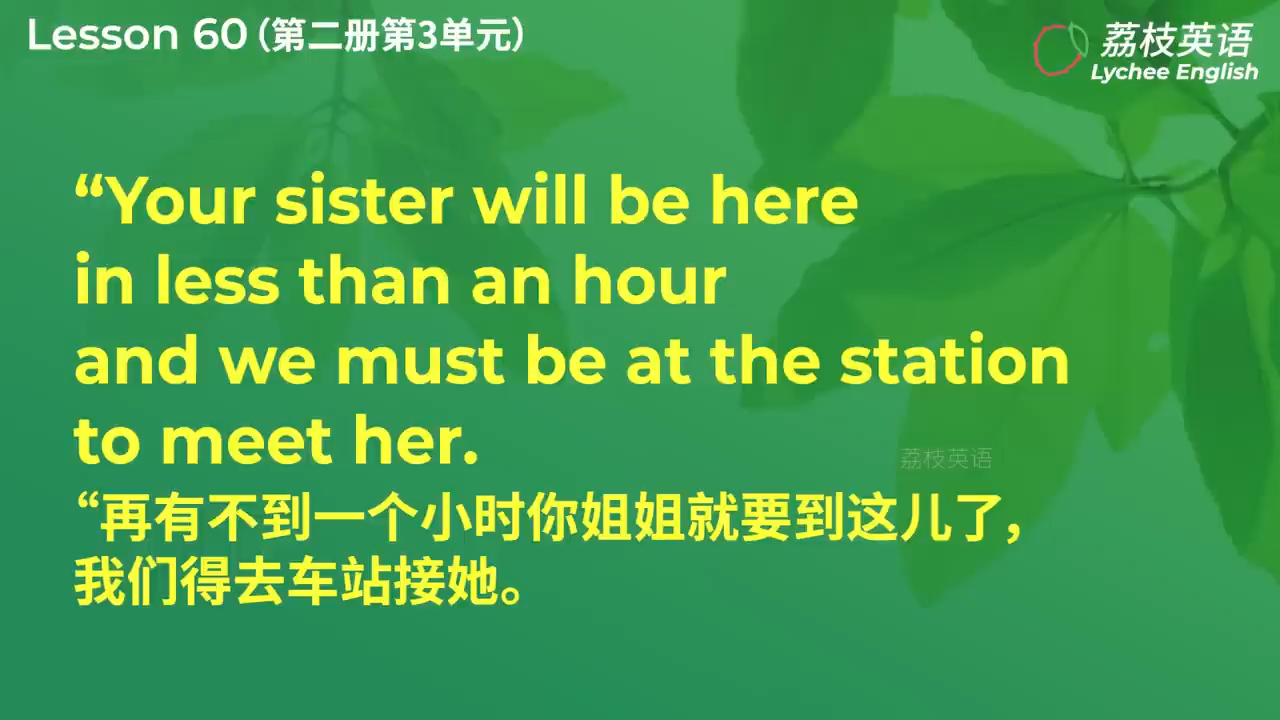 Lesson 60 (第二册第3单元)
荔枝英语
Lychee English
“Your sister will be here
in less than an hour
and we must be at the station
to meet her.
荔枝英语
“再有不到一个小时你姐姐就要到这儿了,
我们得去车站接她。